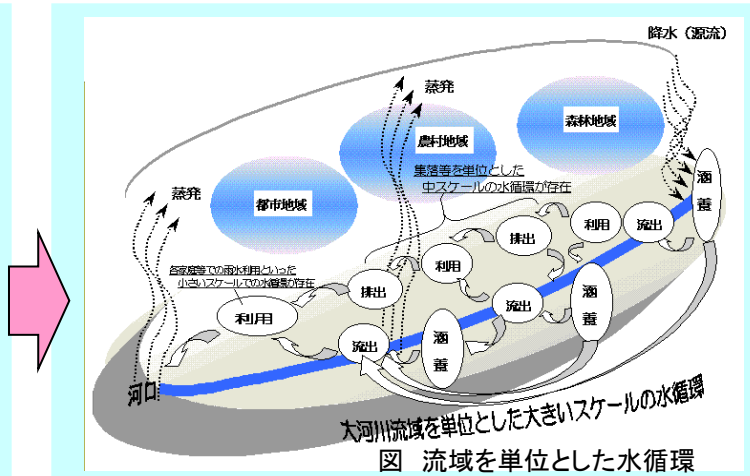 降水（源流）
蒸発
農村地域
森林地域
集落等を単位とした
中スケールの水循環が存在
涵養
蒸発
都市地域
利用
流出
排出
各家庭等での雨水利用といった
小さいスケールでの水循環が存在
利用
排出
涵養
流出
利用
流出
涵養
河口
大河川流域を単位とした大きいスケールの水循環
図 流域を単位とした水循環